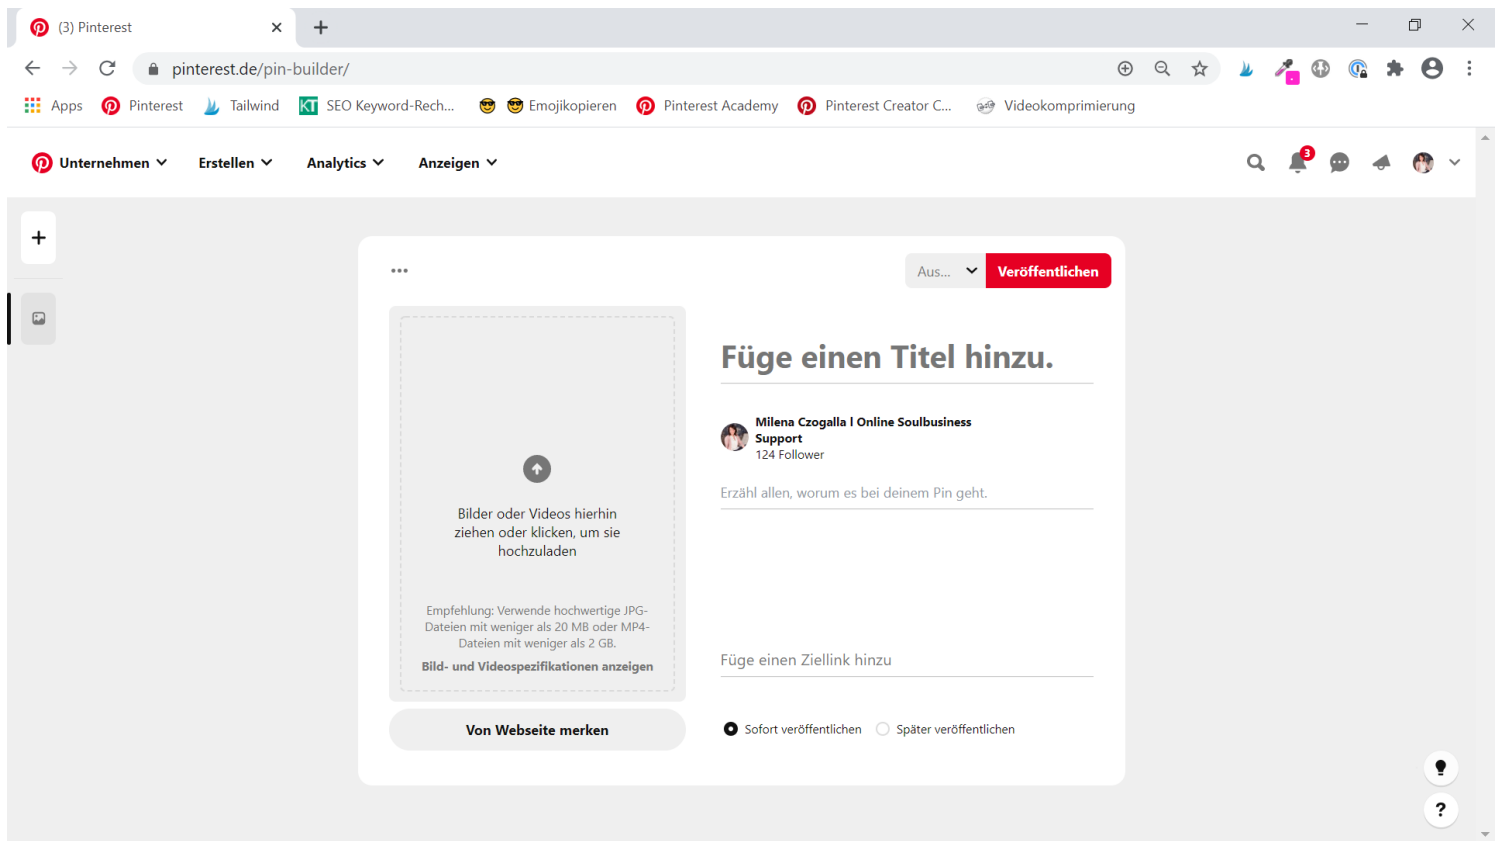 (3) Pinterest
pinterest.de/pin-builder/
Apps Pinterest Tailwind SEO Keyword-Rech... Emojikopieren Pinterest Academy Pinterest Creator C... Videokomprimierung
Unternehmen Erstellen Analytics Anzeigen
3
Aus... Veröffentlichen
Füge einen Titel hinzu.
Milena Czogalla l Online Soulbusiness
Support
124 Follower
Erzähl allen, worum es bei deinem Pin geht.
Bilder oder Videos hierhin
ziehen oder klicken, um sie
hochzuladen
Empfehlung: Verwende hochwertige JPG-
Dateien mit weniger als 20 MB oder MP4-
Dateien mit weniger als 2 GB.
Bild- und Videospezifikationen anzeigen
Füge einen Ziellink hinzu
Von Webseite merken
Sofort veröffentlichen Später veröffentlichen
?